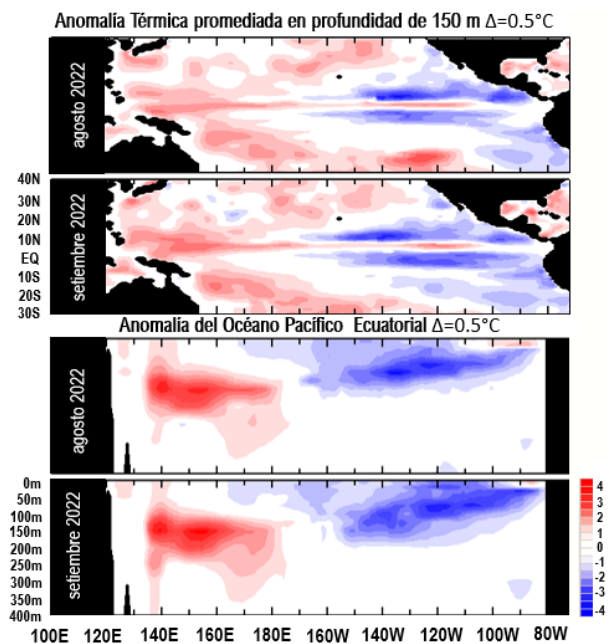 Anomalía Térmica promediada en profundidad de 150 m Δ=0.5°C
agosto 2022
40N
30N
20N
10N
EQ
10S
20S
30S
setiembre 2022
Anomalía del Océano Pacífico Ecuatorial Δ=0.5°C
agosto 2022
0m
50m
100m
150m
200m
250m
300m
350m
400m
setiembre 2022
4
3
2
1
0
-1
-2
-3
-4
100E 120E 140E 160E 180W 160W 140W 120W 100W 80W